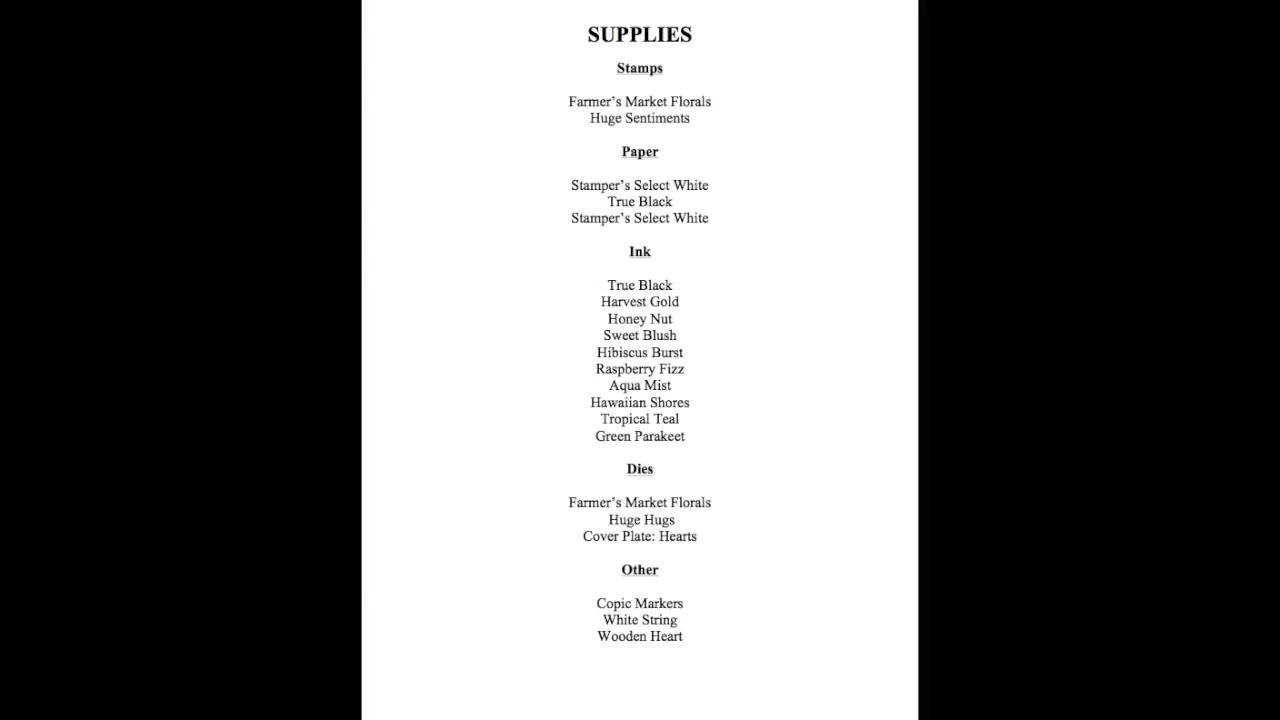 SUPPLIES
Stamps
Farmer’s Market Florals
Huge Sentiments
Paper
Stamper’s Select White
True Black
Stamper’s Select White
Ink
True Black
Harvest Gold
Honey Nut
Sweet Blush
Hibiscus Burst
Raspberry Fizz
Aqua Mist
Hawaiian Shores
Tropical Teal
Green Parakeet
Dies
Farmer’s Market Florals
Huge Hugs
Cover Plate: Hearts
Other
Copic Markers
White String
Wooden Heart